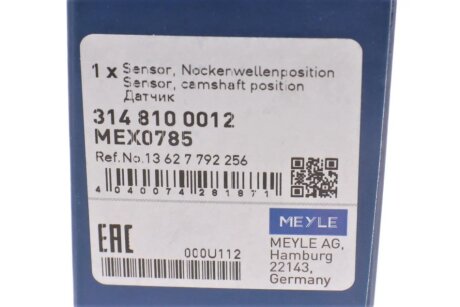 1 x Sensor, Nockenwellenposition
Sensor, camshaft position
Датчик
314 810 0012
MEX0785
Ref.No.13 62 7 792 256
4 040074 281871
EAC
000U112
MEYLE
MEYLE AG,
Hamburg
22143,
Germany